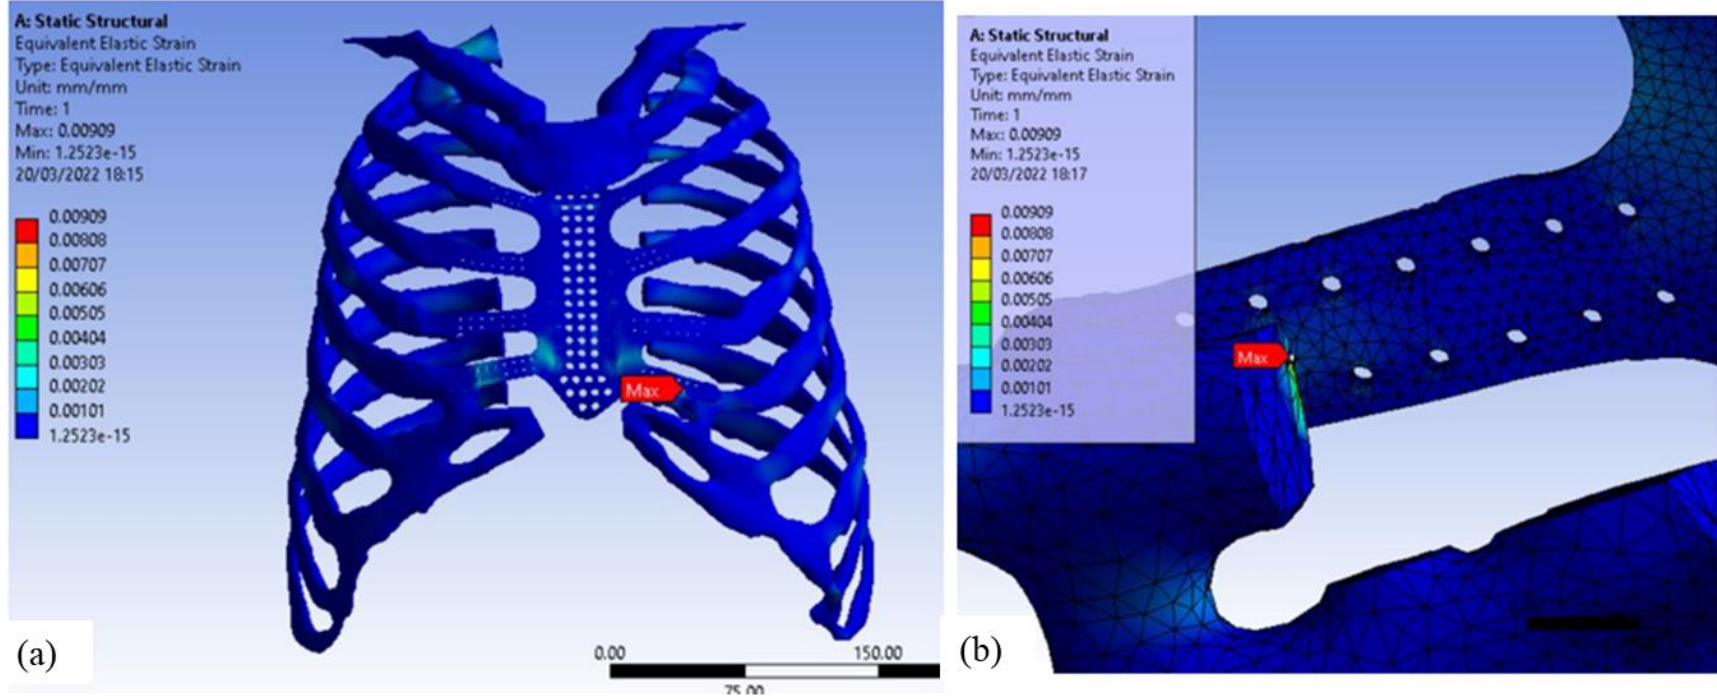 A: Static Structural
Equivalent Elastic Strain
Type: Equivalent Elastic Strain
Unit: mm/mm
Time: 1
Max: 0.00909
Min: 1.2523e-15
20/03/2022 18:15
0.00909
0.00808
0.00707
0.00606
0.00505
0.00404
0.00303
0.00202
0.00101
1.2523e-15
Max
0.00 150.00
75.00
(a)
A: Static Structural
Equivalent Elastic Strain
Type: Equivalent Elastic Strain
Unit: mm/mm
Time: 1
Max: 0.00909
Min: 1.2523e-15
20/03/2022 18:17
0.00909
0.00808
0.00707
0.00606
0.00505
0.00404
0.00303
0.00202
0.00101
1.2523e-15
Max
(b)